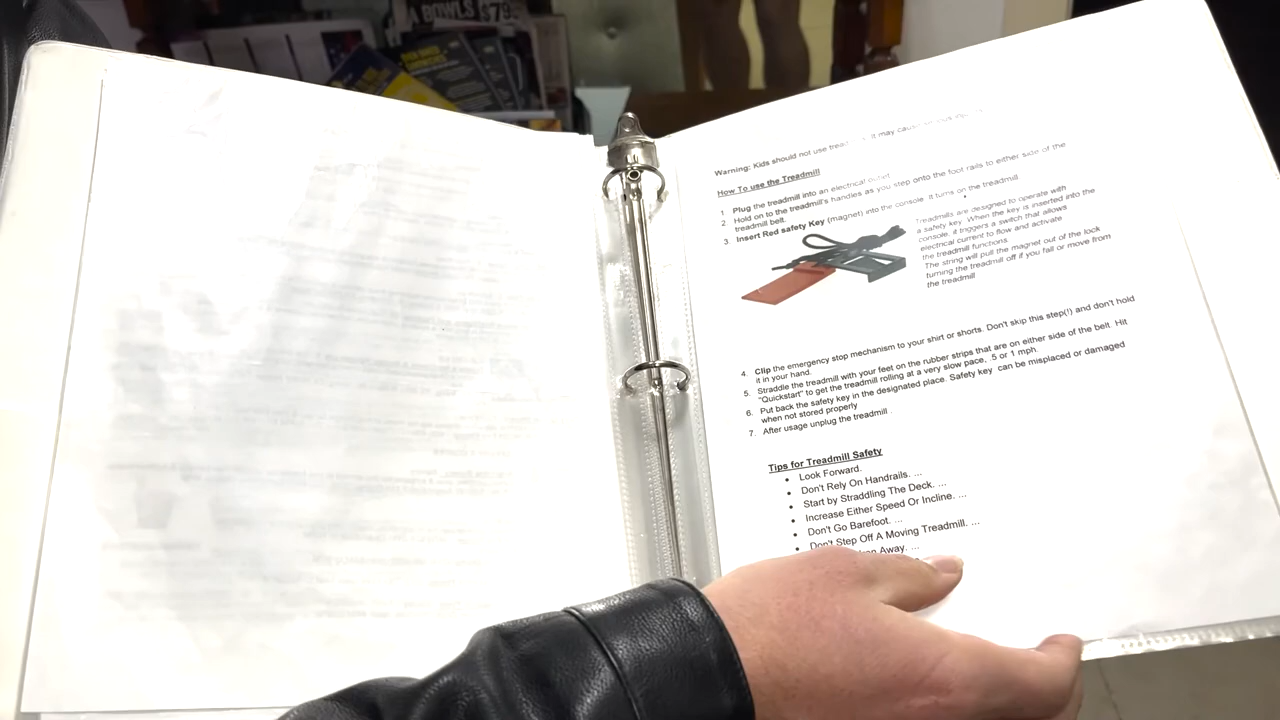 A BOWLS $79
Warning: Kids should not use It may cause
How To use the Treadmill
1. Plug the treadmill into an electrical outlet
2. Hold on to the treadmill's handles as you step onto the foot rails to either side of the
treadmill belt.
3. Insert Red safety Key (magnet) into the console. It turns on the treadmill
Treadmills are designed to operate with
a safety key. When the key is inserted into the
console, it triggers a switch that allows
electrical current to flow and activate
the treadmill functions.
The string will pull the magnet out of the lock
turning the treadmill off if you fall or move from
the treadmill
4. Clip the emergency stop mechanism to your shirt or shorts. Don't skip this step(!) and don't hold
it in your hand.
5. Straddle the treadmill with your feet on the rubber strips that are on either side of the belt. Hit
"Quickstart" to get the treadmill rolling at a very slow pace, .5 or 1 mph.
6. Put back the safety key in the designated place. Safety key can be misplaced or damaged
when not stored properly
7. After usage unplug the treadmill .
Tips for Treadmill Safety
• Look Forward.
• Don't Rely On Handrails. ...
• Start by Straddling The Deck. ...
• Increase Either Speed Or Incline. ...
• Don't Go Barefoot. ...
• Don't Step Off A Moving Treadmill. ...
Away. ...